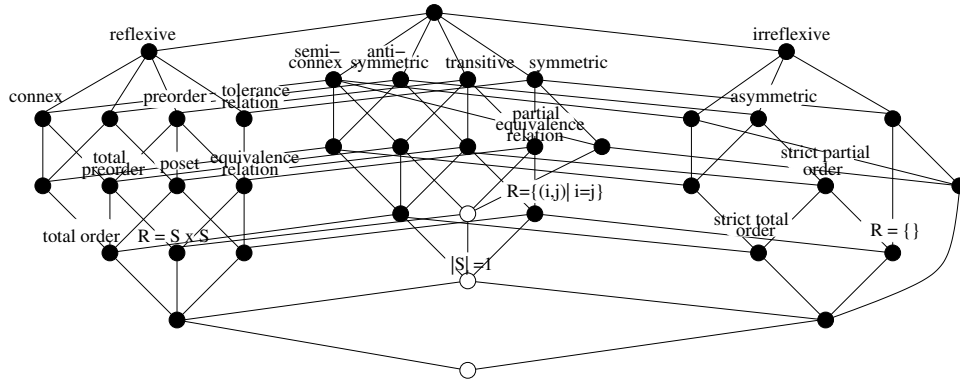 reflexive
irreflexive
semi−
connex
anti−
symmetric
transitive
symmetric
connex
preorder
tolerance
relation
asymmetric
partial
equivalence
relation
total
preorder
poset
equivalence
relation
strict partial
order
R={(i,j)| i=j}
total order
R = S x S
strict total
order
R = {}
|S| =1